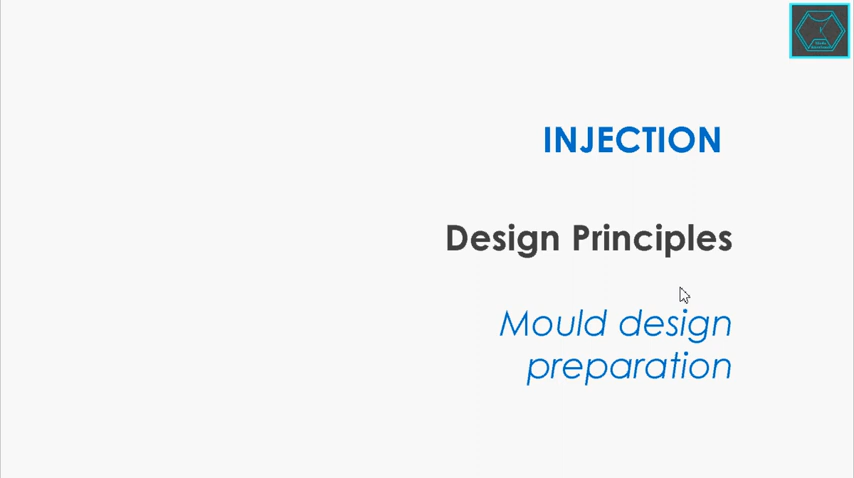 INJECTION
Design Principles
Mould design
preparation